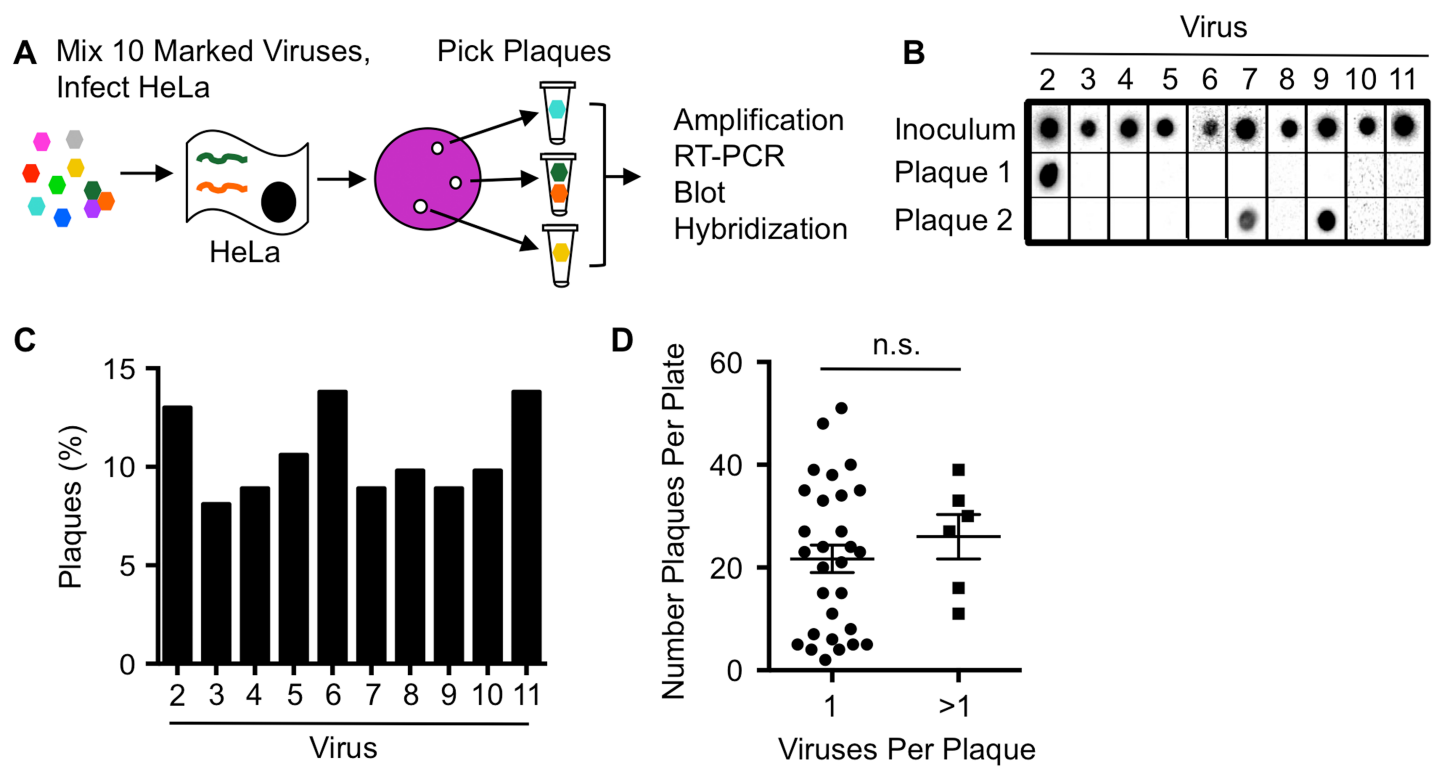 A
Mix 10 Marked Viruses,
Infect HeLa
HeLa
Pick Plaques
Amplification
RT-PCR
Blot
Hybridization
B
Virus
2 3 4 5 6 7 8 9 10 11
Inoculum
Plaque 1
Plaque 2
C
Plaques (%)
15
10
5
0
2 3 4 5 6 7 8 9 10 11
Virus
D
Number Plaques Per Plate
n.s.
60
40
20
0
1 >1
Viruses Per Plaque